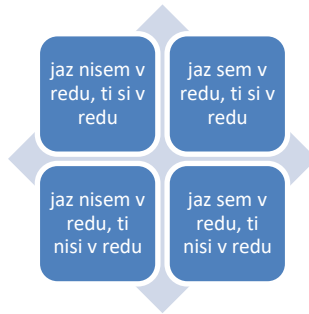 jaz nisem v
redu, ti si v
redu
jaz sem v
redu, ti si v
redu
jaz nisem v
redu, ti
nisi v redu
jaz sem v
redu, ti
nisi v redu